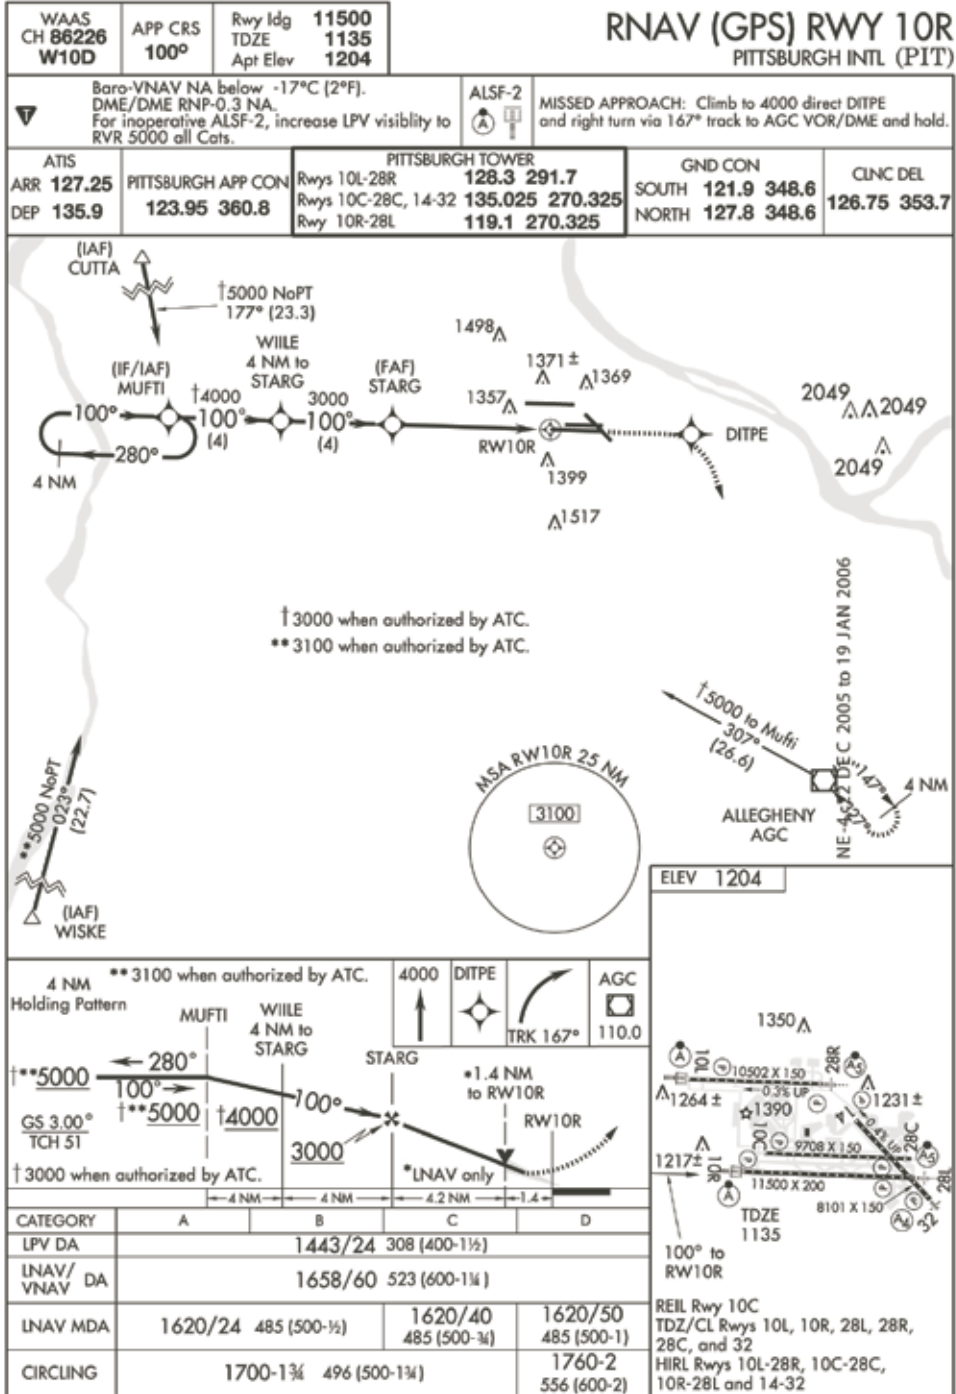 WAAS
CH 86226
W10D
APP CRS
100°
Rwy ldg 11500
TDZE 1135
Apt Elev 1204
RNAV (GPS) RWY 10R
PITTSBURGH INTL (PIT)
T
Baro-VNAV NA below -17°C (2°F).
DME/DME RNP-0.3 NA.
For inoperative ALSF-2, increase LPV visiblity to
RVR 5000 all Cats.
ALSF-2
A
MISSED APPROACH: Climb to 4000 direct DITPE
and right turn via 167° track to AGC VOR/DME and hold.
ATIS
ARR 127.25
DEP 135.9
PITTSBURGH APP CON
123.95 360.8
PITTSBURGH TOWER
Rwys 10L-28R 128.3 291.7
Rwys 10C-28C, 14-32 135.025 270.325
Rwy 10R-28L 119.1 270.325
GND CON
SOUTH 121.9 348.6
NORTH 127.8 348.6
CLNC DEL
126.75 353.7
(IAF)
CUTTA
†5000 NoPT
177° (23.3)
(IF/IAF)
MUFTI
WIILE
4 NM to
STARG
(FAF)
STARG
†4000
100°
(4)
3000
100°
(4)
100°
280°
4 NM
1498
1371±
1369
1357
RW10R
1399
1517
DITPE
2049
2049
2049
†3000 when authorized by ATC.
**3100 when authorized by ATC.
NE-4, 22 DEC 2005 to 19 JAN 2006
†5000 to Mufti
307°
(26.6)
147°
327°
4 NM
ALLEGHENY
AGC
MSA RW10R 25 NM
3100
**5000 NoPT
023°
(22.7)
(IAF)
WISKE
ELEV 1204
4 NM
Holding Pattern
**3100 when authorized by ATC.
MUFTI
WIILE
4 NM to
STARG
STARG
4000
DITPE
TRK 167°
AGC
110.0
280°
†**5000
100°
†**5000
†4000
100°
3000
GS 3.00°
TCH 51
*1.4 NM
to RW10R
RW10R
†3000 when authorized by ATC.
*LNAV only
4 NM
4 NM
4.2 NM
1.4
CATEGORY A B C D
LPV DA 1443/24 308 (400-1½)
LNAV/
VNAV DA 1658/60 523 (600-1¼)
LNAV MDA 1620/24 485 (500-½)
1620/40
485 (500-¾)
1620/50
485 (500-1)
CIRCLING 1700-1¾ 496 (500-1¾)
1760-2
556 (600-2)
1350
A
10L
10502 X 150
0.3% UP
28R
A5
1264±
1390
1231±
0.4% UP
10C
9708 X 150
28C
A5
1217±
10R
11500 X 200
28L
A
8101 X 150
32
TDZE
1135
100° to
RW10R
REIL Rwy 10C
TDZ/CL Rwys 10L, 10R, 28L, 28R,
28C, and 32
HIRL Rwys 10L-28R, 10C-28C,
10R-28L and 14-32